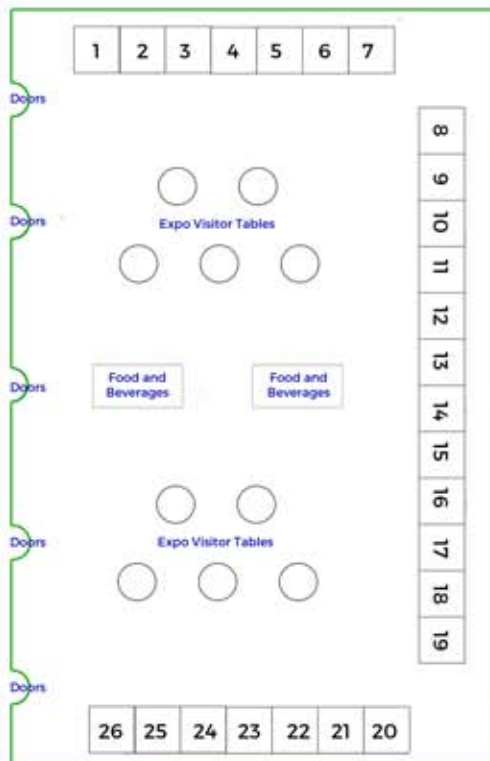 1 2 3 4 5 6 7
Doors
8
9
Doors
Expo Visitor Tables
10
11
12
13
Food and
Beverages
Food and
Beverages
Doors
14
15
16
Doors
Expo Visitor Tables
17
18
19
Doors
26 25 24 23 22 21 20